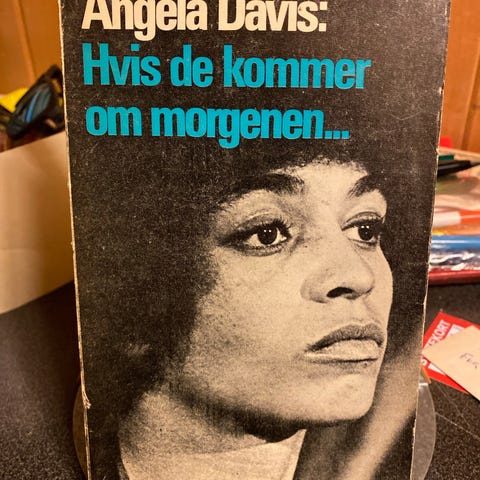 Angela Davis:
Hvis de kommer
om morgenen...